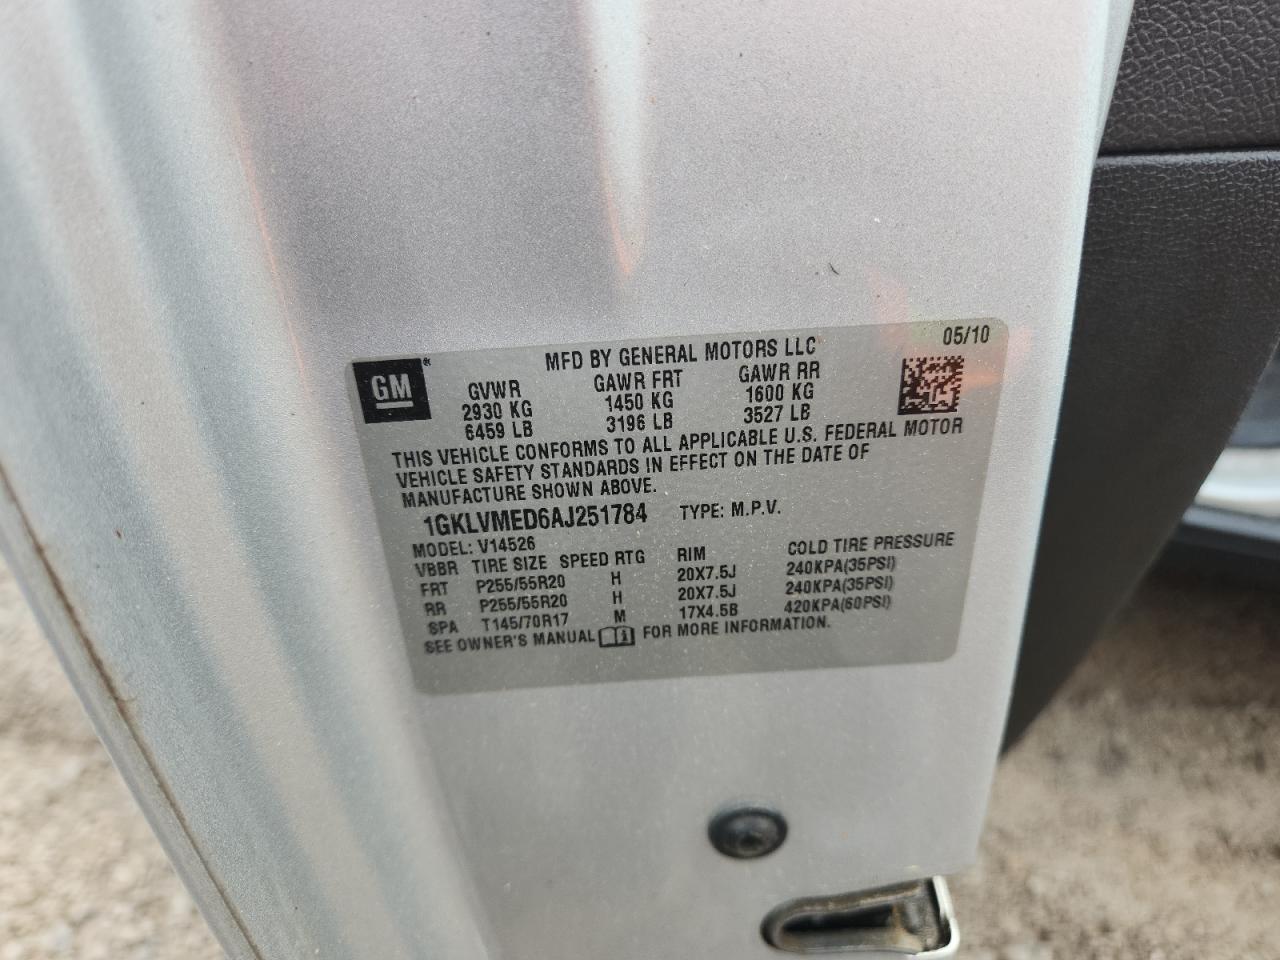 05/10
MFD BY GENERAL MOTORS LLC
GM
GVWR GAWR FRT GAWR RR
2930 KG 1450 KG 1600 KG
6459 LB 3196 LB 3527 LB
THIS VEHICLE CONFORMS TO ALL APPLICABLE U.S. FEDERAL MOTOR
VEHICLE SAFETY STANDARDS IN EFFECT ON THE DATE OF
MANUFACTURE SHOWN ABOVE.
1GKLVMED6AJ251784 TYPE: M.P.V.
MODEL: V14526
VBBR TIRE SIZE SPEED RTG RIM COLD TIRE PRESSURE
FRT P255/55R20 H 20X7.5J 240KPA(35PSI)
RR P255/55R20 H 20X7.5J 240KPA(35PSI)
SPA T145/70R17 M 17X4.5B 420KPA(60PSI)
SEE OWNER'S MANUAL FOR MORE INFORMATION.